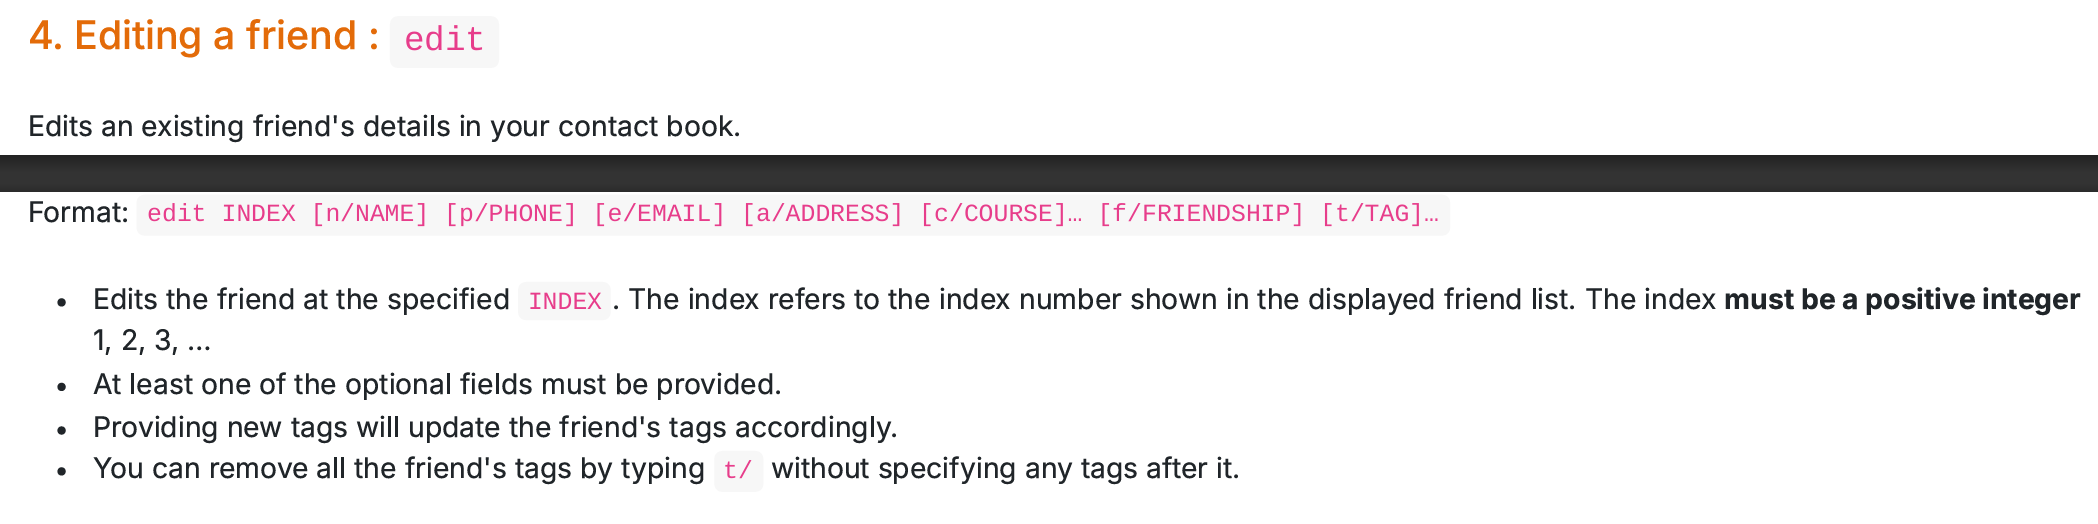 4. Editing a friend : edit
Edits an existing friend's details in your contact book.
Format: edit INDEX [n/NAME] [p/PHONE] [e/EMAIL] [a/ADDRESS] [c/COURSE]… [f/FRIENDSHIP] [t/TAG]…
• Edits the friend at the specified INDEX . The index refers to the index number shown in the displayed friend list. The index must be a positive integer
1, 2, 3, …
• At least one of the optional fields must be provided.
• Providing new tags will update the friend's tags accordingly.
• You can remove all the friend's tags by typing t/ without specifying any tags after it.